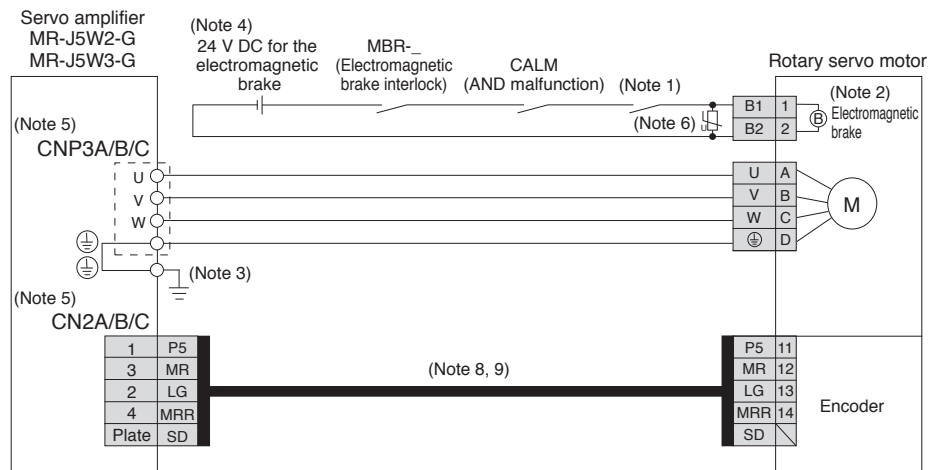 Servo amplifier
MR-J5W2-G
MR-J5W3-G
(Note 4)
24 V DC for the
electromagnetic
brake
MBR-_
(Electromagnetic
brake interlock)
CALM
(AND malfunction)
(Note 1)
Rotary servo motor
(Note 6)
B1 1
B2 2
(Note 2)
B
Electromagnetic
brake
(Note 5)
CNP3A/B/C
U
V
W
U A
V B
W C
D
M
(Note 3)
(Note 5)
CN2A/B/C
1 P5
3 MR
2 LG
4 MRR
Plate SD
(Note 8, 9)
P5 11
MR 12
LG 13
MRR 14
SD
Encoder